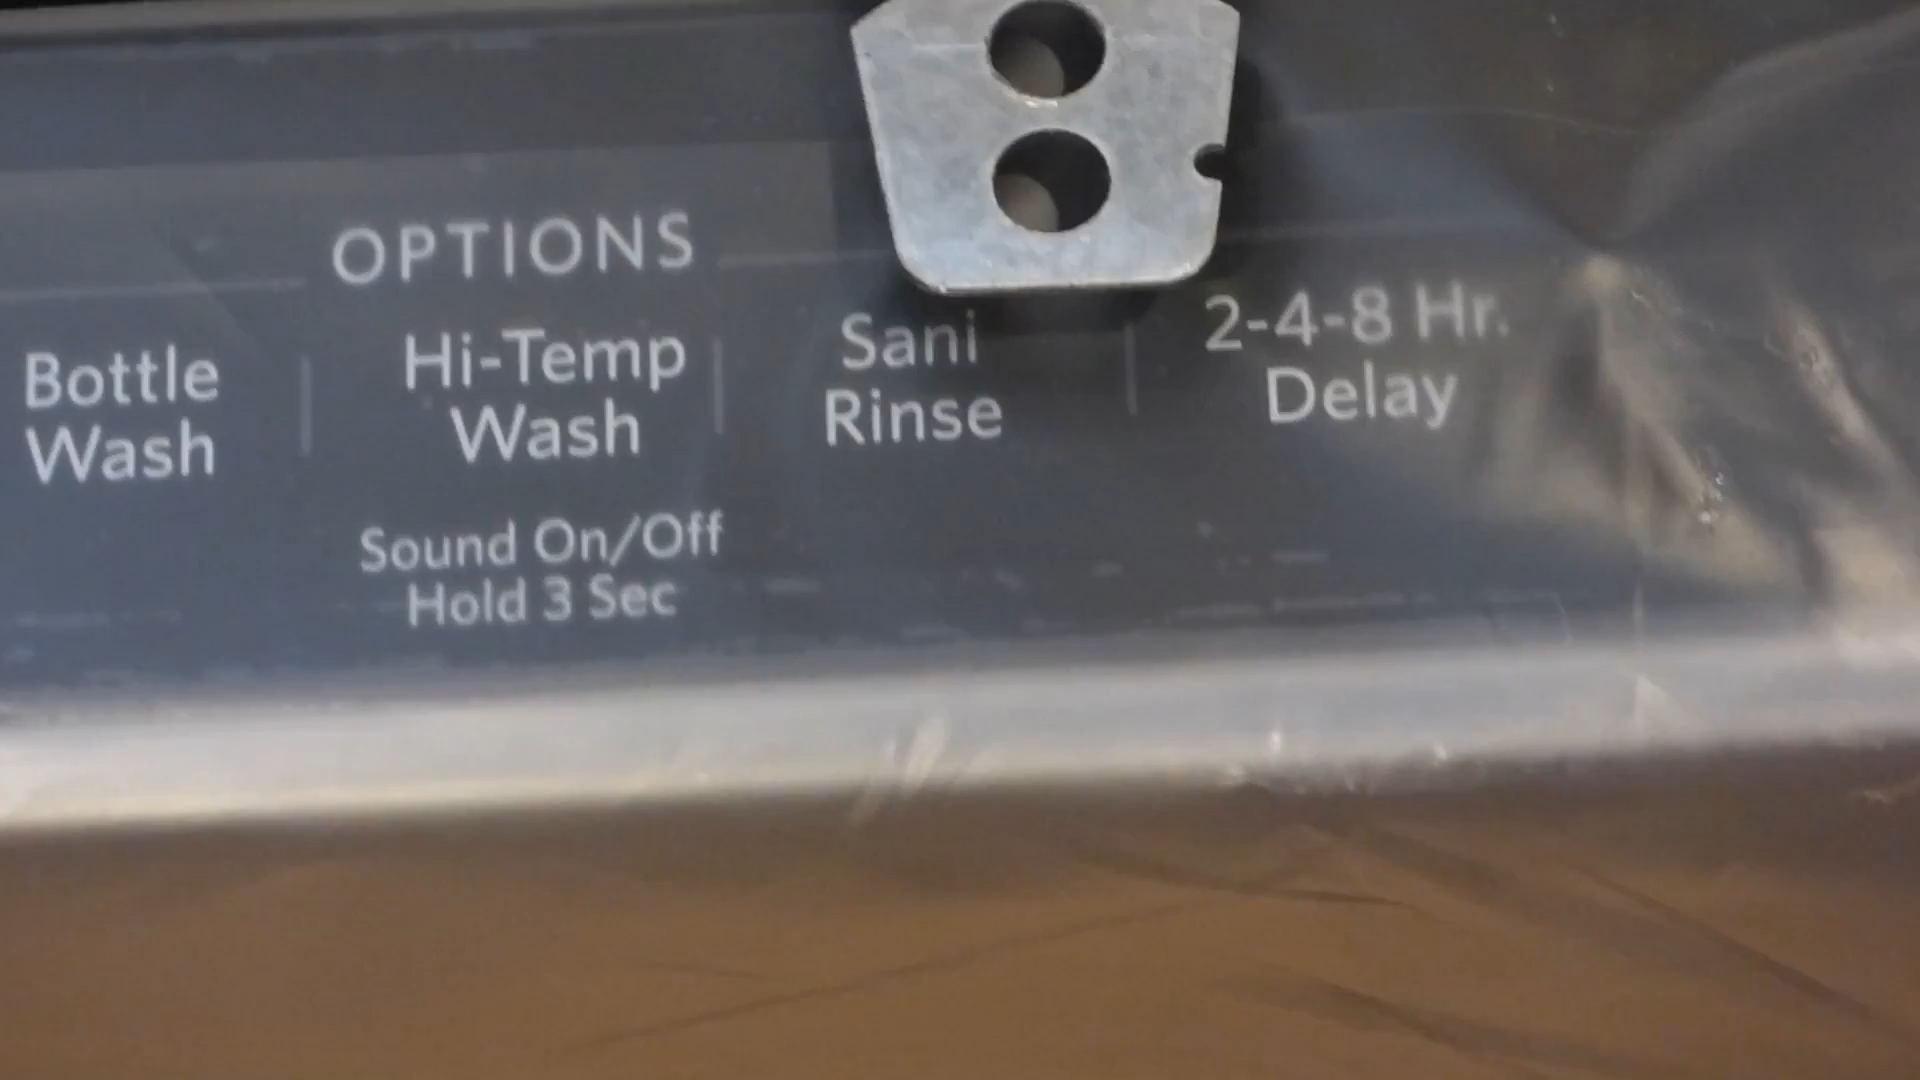 OPTIONS
Bottle
Wash
Hi-Temp
Wash
Sani
Rinse
2-4-8 Hr.
Delay
Sound On/Off
Hold 3 Sec